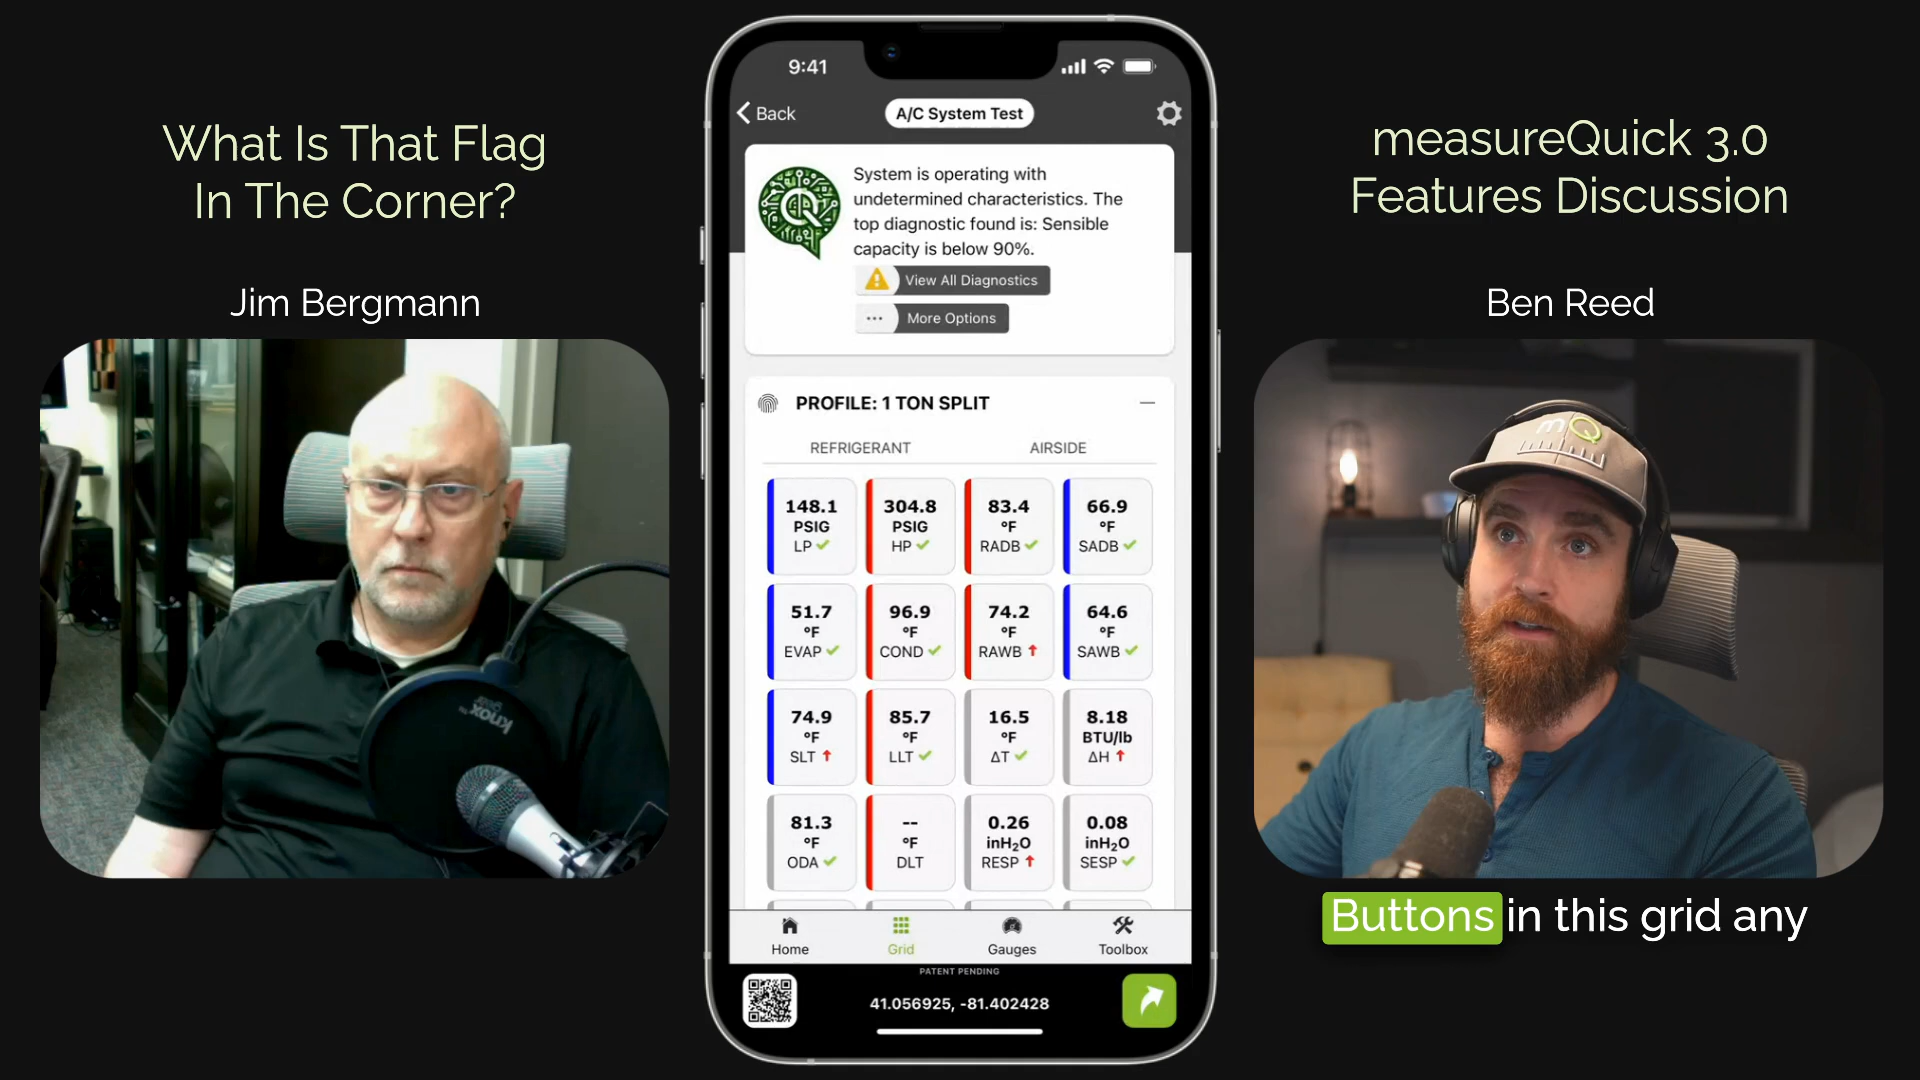 What Is That Flag
In The Corner?
Jim Bergmann
knox
gear
9:41
Back
A/C System Test
System is operating with
undetermined characteristics. The
top diagnostic found is: Sensible
capacity is below 90%.
View All Diagnostics
More Options
PROFILE: 1 TON SPLIT
REFRIGERANT
AIRSIDE
148.1
PSIG
LP
304.8
PSIG
HP
83.4
°F
RADB
66.9
°F
SADB
51.7
°F
EVAP
96.9
°F
COND
74.2
°F
RAWB
64.6
°F
SAWB
74.9
°F
SLT
85.7
°F
LLT
16.5
°F
ΔT
8.18
BTU/lb
ΔH
81.3
°F
ODA
--
°F
DLT
0.26
inH₂O
RESP
0.08
inH₂O
SESP
Home
Grid
Gauges
Toolbox
PATENT PENDING
41.056925, -81.402428
measureQuick 3.0
Features Discussion
Ben Reed
mQ
Buttons in this grid any